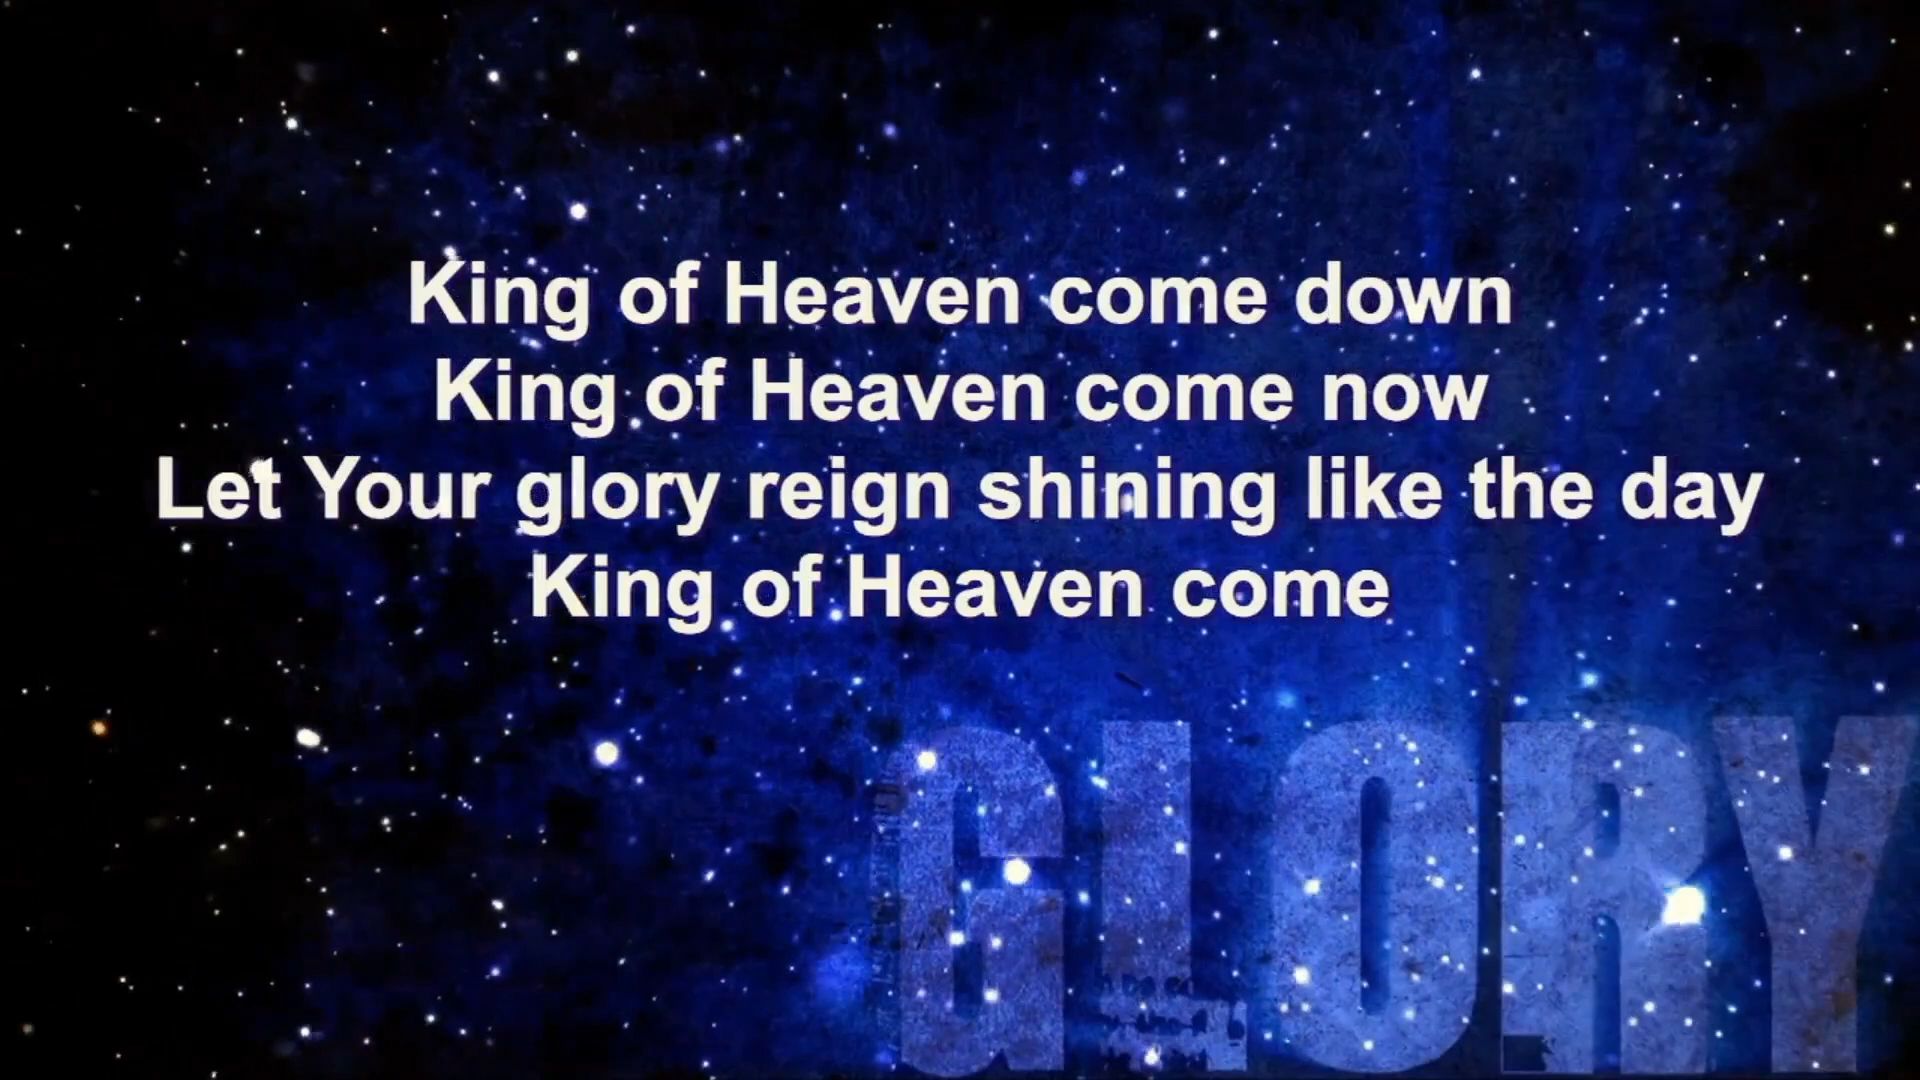 King of Heaven come down
King of Heaven come now
Let Your glory reign shining like the day
King of Heaven come
GLORY